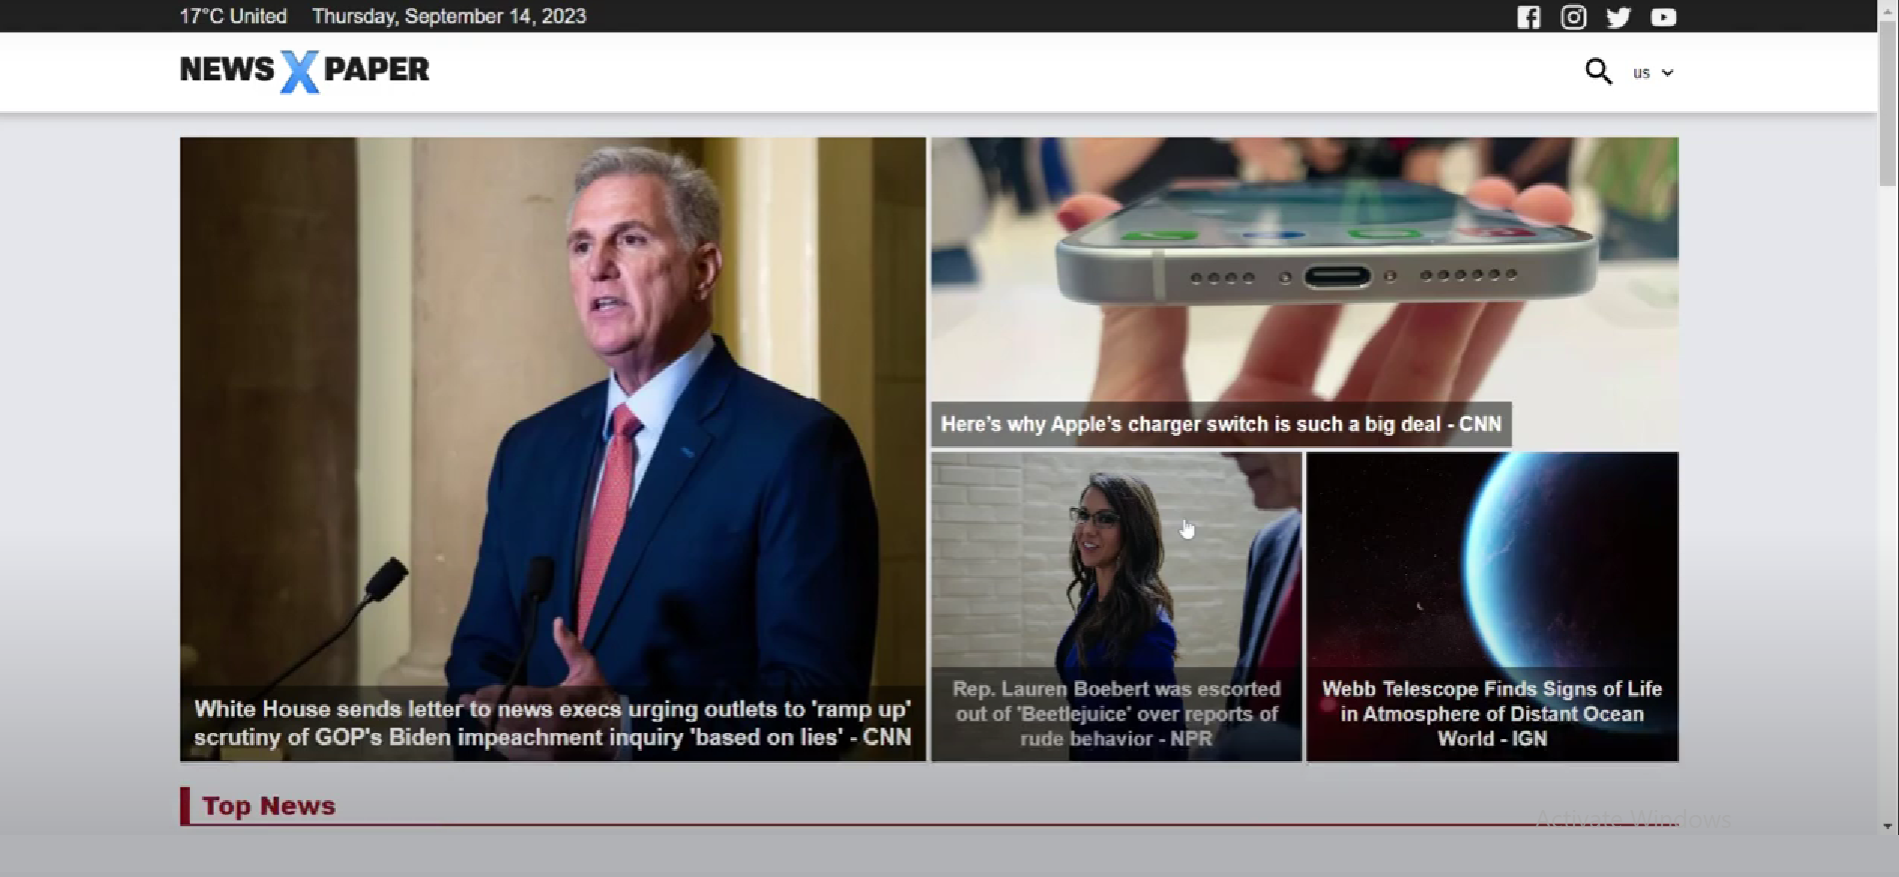 17°C United Thursday, September 14, 2023
NEWS X PAPER
us
White House sends letter to news execs urging outlets to 'ramp up'
scrutiny of GOP's Biden impeachment inquiry 'based on lies' - CNN
Here's why Apple's charger switch is such a big deal - CNN
Rep. Lauren Boebert was escorted
out of 'Beetlejuice' over reports of
rude behavior - NPR
Webb Telescope Finds Signs of Life
in Atmosphere of Distant Ocean
World - IGN
Top News
Activate Windows